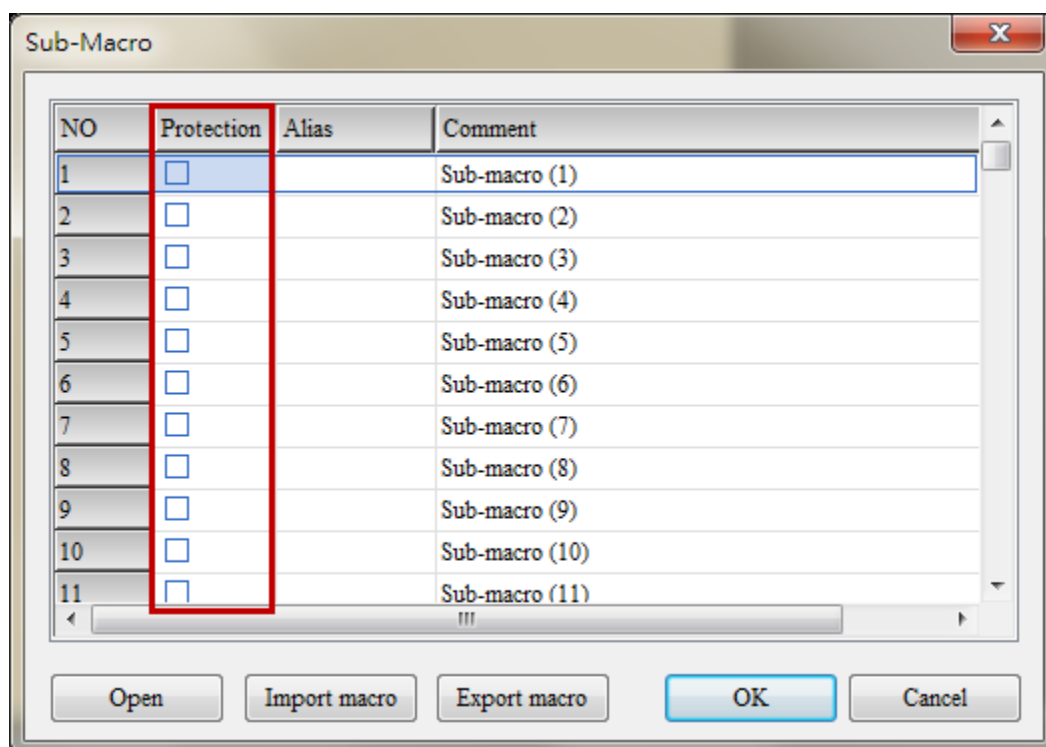 Sub-Macro
NO Protection Alias Comment
1 Sub-macro (1)
2 Sub-macro (2)
3 Sub-macro (3)
4 Sub-macro (4)
5 Sub-macro (5)
6 Sub-macro (6)
7 Sub-macro (7)
8 Sub-macro (8)
9 Sub-macro (9)
10 Sub-macro (10)
11 Sub-macro (11)
Open Import macro Export macro OK Cancel